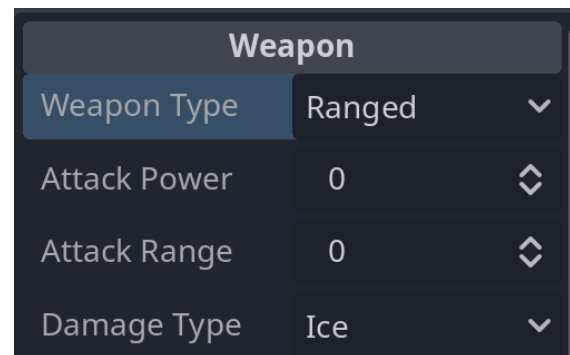 Weapon
Weapon Type Ranged
Attack Power 0
Attack Range 0
Damage Type Ice